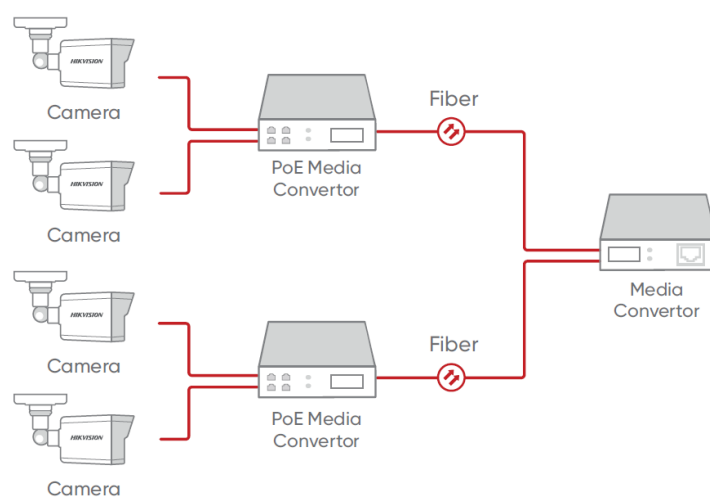 HIKVISION
Camera
HIKVISION
Camera
PoE Media
Convertor
Fiber
Media
Convertor
HIKVISION
Camera
HIKVISION
Camera
PoE Media
Convertor
Fiber